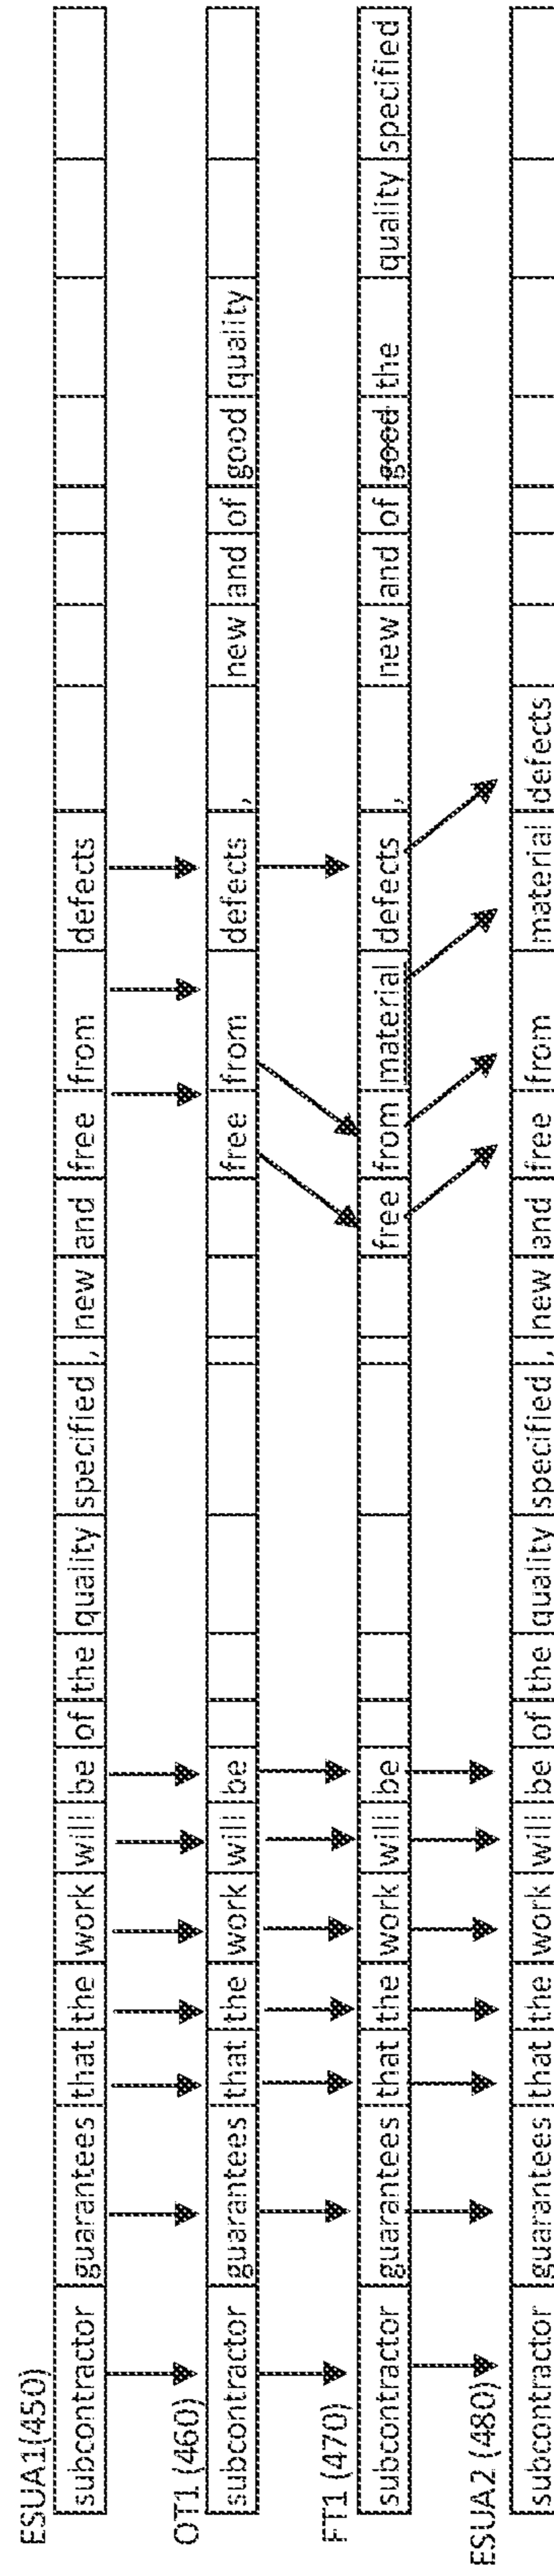 ESUA1(450)
subcontractor guarantees that the work will be of the quality specified , new and free from defects
OT1 (460)
subcontractor guarantees that the work will be free from defects , new and of good quality
FT1 (470)
subcontractor guarantees that the work will be free from material defects , new and of good the quality specified
ESUA2 (480)
subcontractor guarantees that the work will be of the quality specified , new and free from material defects